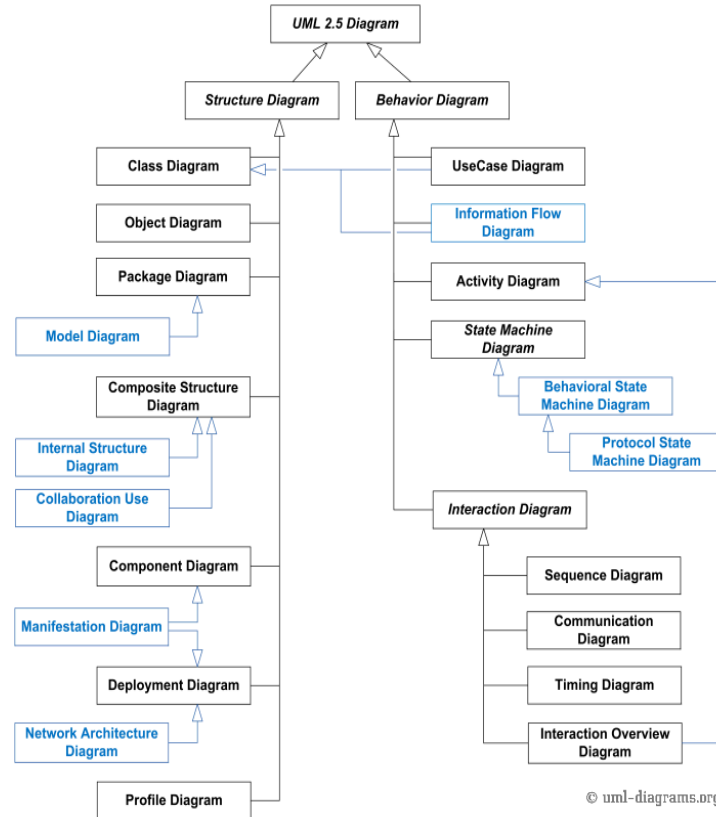 UML 2.5 Diagram
Structure Diagram
Behavior Diagram
Class Diagram
UseCase Diagram
Object Diagram
Information Flow
Diagram
Package Diagram
Activity Diagram
Model Diagram
State Machine
Diagram
Composite Structure
Diagram
Behavioral State
Machine Diagram
Internal Structure
Diagram
Protocol State
Machine Diagram
Collaboration Use
Diagram
Interaction Diagram
Component Diagram
Sequence Diagram
Manifestation Diagram
Communication
Diagram
Deployment Diagram
Timing Diagram
Network Architecture
Diagram
Interaction Overview
Diagram
Profile Diagram
© uml-diagrams.org